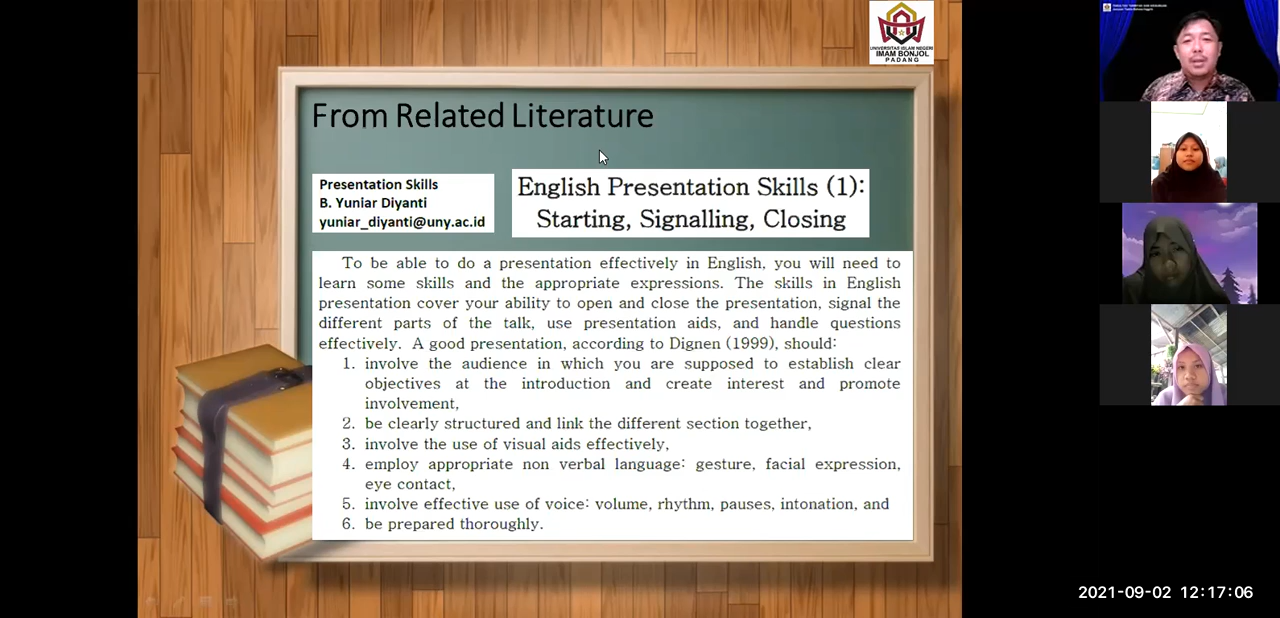 UNIVERSITAS ISLAM NEGERI
IMAM BONJOL
PADANG
From Related Literature
Presentation Skills
B. Yuniar Diyanti
yuniar_diyanti@uny.ac.id
English Presentation Skills (1):
Starting, Signalling, Closing
To be able to do a presentation effectively in English, you will need to
learn some skills and the appropriate expressions. The skills in English
presentation cover your ability to open and close the presentation, signal the
different parts of the talk, use presentation aids, and handle questions
effectively. A good presentation, according to Dignen (1999), should:
1. involve the audience in which you are supposed to establish clear
objectives at the introduction and create interest and promote
involvement,
2. be clearly structured and link the different section together,
3. involve the use of visual aids effectively,
4. employ appropriate non verbal language: gesture, facial expression,
eye contact,
5. involve effective use of voice: volume, rhythm, pauses, intonation, and
6. be prepared thoroughly.
2021-09-02 12:17:06